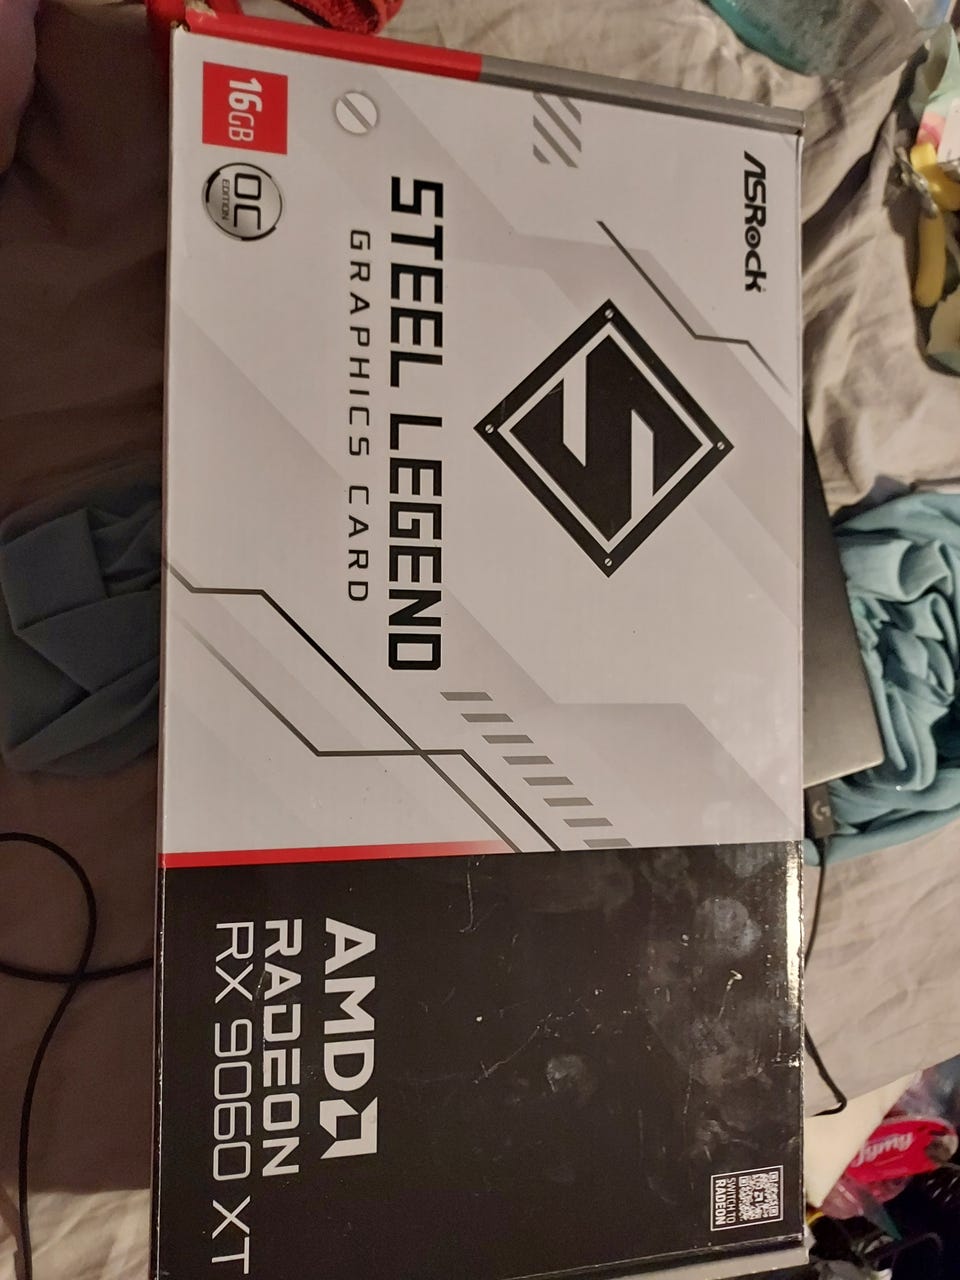 ASRock
STEEL LEGEND
GRAPHICS CARD
16GB
OC
EDITION
AMD
RADEON
RX 9060 XT
SWITCH TO
RADEON